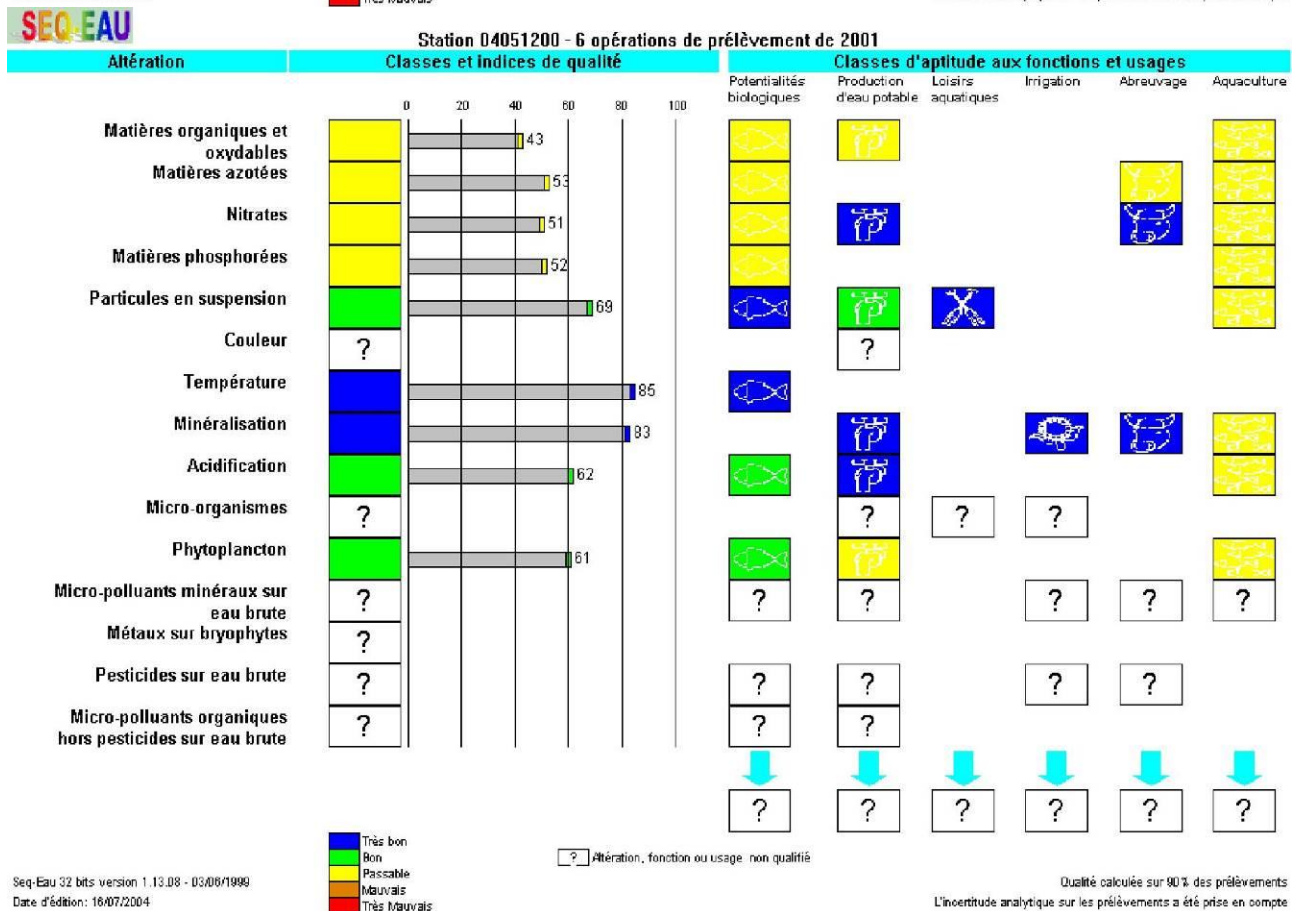 Très Mauvais
SEQ-EAU
Station 04051200 - 6 opérations de prélèvement de 2001
Altération Classes et indices de qualité Classes d'aptitude aux fonctions et usages
Potentialités biologiques Production d'eau potable Loisirs aquatiques Irrigation Abreuvage Aquaculture
0 20 40 60 80 100
Matières organiques et
oxydables 43
Matières azotées 53
Nitrates 51
Matières phosphorées 52
Particules en suspension 69
Couleur ? ?
Température 85
Minéralisation 83
Acidification 62
Micro-organismes ? ? ? ?
Phytoplancton 61
Micro-polluants minéraux sur
eau brute ? ? ? ? ? ?
Métaux sur bryophytes ?
Pesticides sur eau brute ? ? ? ? ?
Micro-polluants organiques
hors pesticides sur eau brute ? ? ?
? ? ? ? ? ?
Très bon
Bon
Passable
Mauvais
Très Mauvais
? Altération, fonction ou usage non qualifié
Seq-Eau 32 bits version 1.13.08 - 03/06/1999
Date d'édition: 16/07/2004
Qualité calculée sur 90 % des prélèvements
L'incertitude analytique sur les prélèvements a été prise en compte